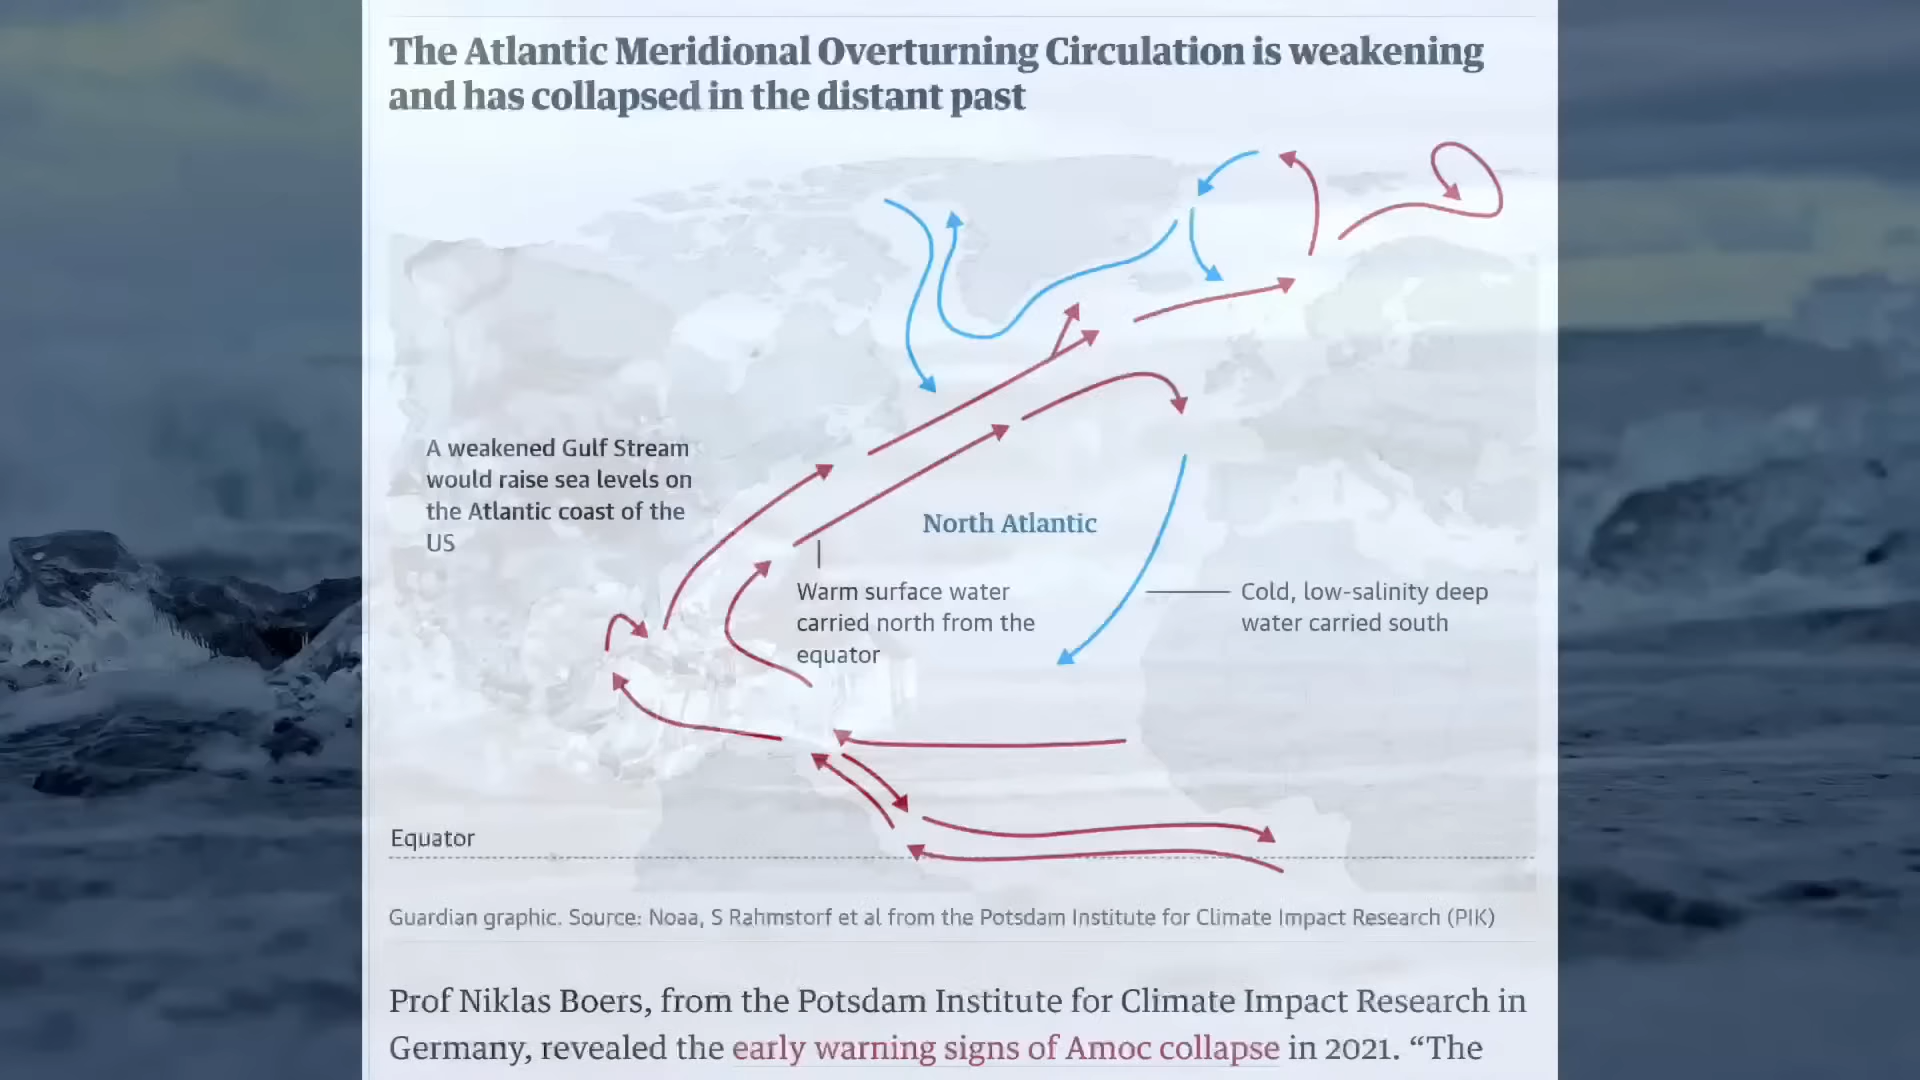 The Atlantic Meridional Overturning Circulation is weakening
and has collapsed in the distant past
A weakened Gulf Stream
would raise sea levels on
the Atlantic coast of the
US
North Atlantic
Warm surface water
carried north from the
equator
Cold, low-salinity deep
water carried south
Equator
Guardian graphic. Source: Noaa, S Rahmstorf et al from the Potsdam Institute for Climate Impact Research (PIK)
Prof Niklas Boers, from the Potsdam Institute for Climate Impact Research in
Germany, revealed the early warning signs of Amoc collapse in 2021. “The